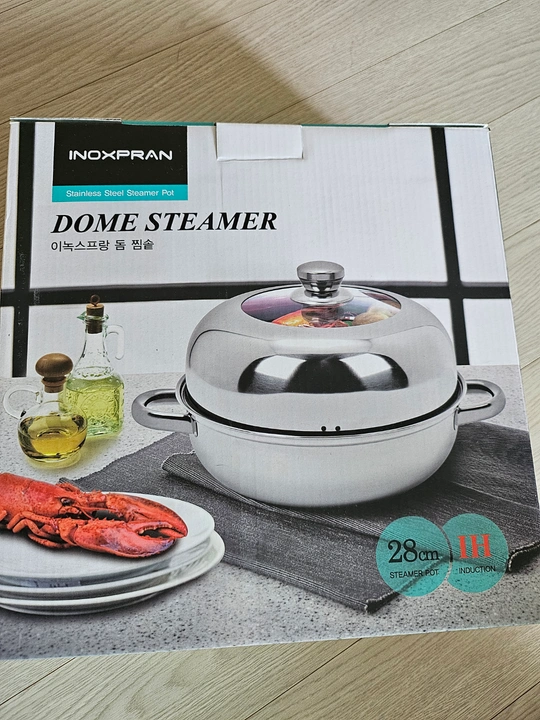 INOXPRAN
Stainless Steel Steamer Pot
DOME STEAMER
이녹스프랑 돔 찜솥
28cm
STEAMER POT
IH
INDUCTION